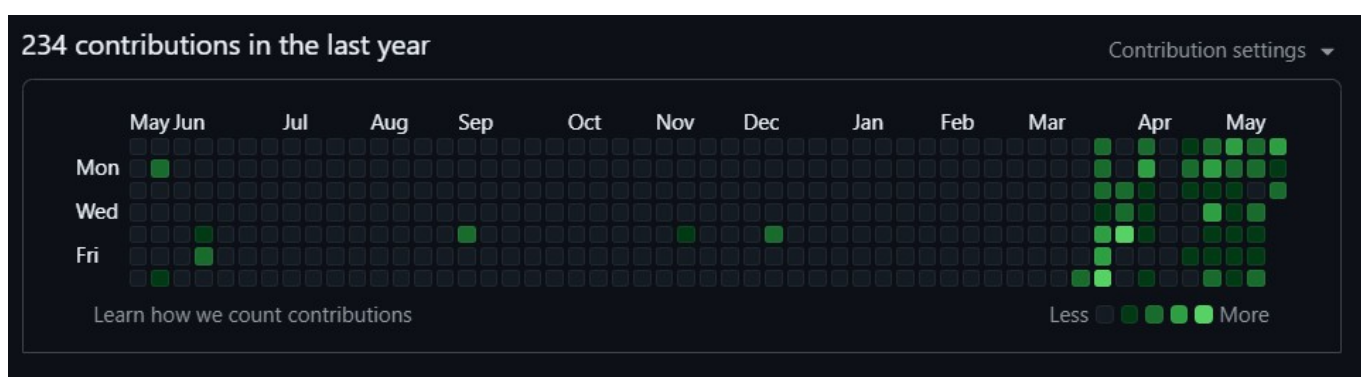 234 contributions in the last year
Contribution settings
May Jun Jul Aug Sep Oct Nov Dec Jan Feb Mar Apr May
Mon
Wed
Fri
Learn how we count contributions
Less More